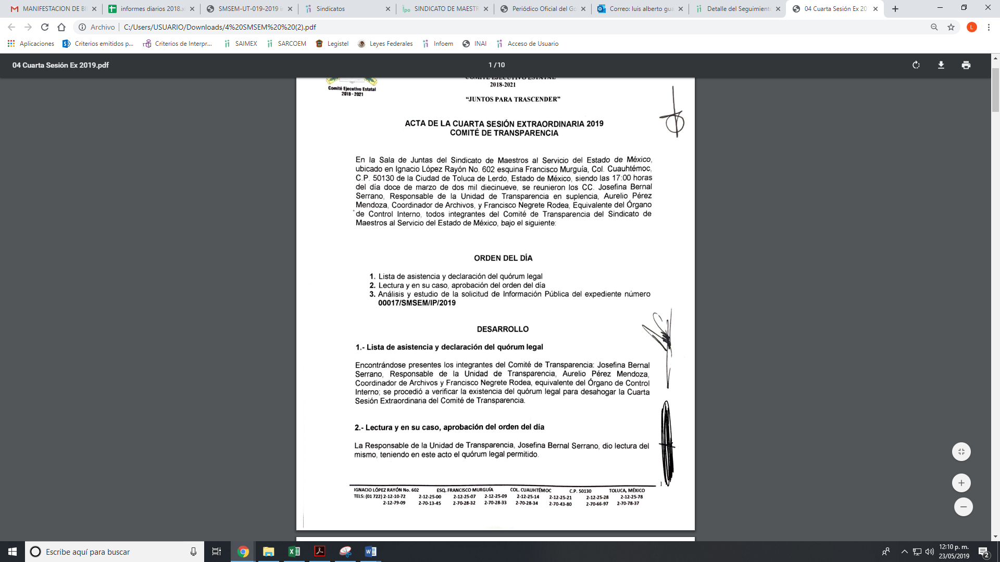 MANIFESTACION DE BI
informes diarios 2018.x
SMSEM-UT-019-2019 i
Sindicatos
SINDICATO DE MAESTR
Periódico Oficial del Go
Correo: luis alberto gua
Detalle del Seguimient
04 Cuarta Sesión Ex 20
Archivo
C:/Users/USUARIO/Downloads/4%20SMSEM%20%20(2).pdf
L
Aplicaciones
Criterios emitidos p...
Criterios de Interpr...
SAIMEX
SARCOEM
Legistel
Leyes Federales
Infoem
INAI
Acceso de Usuario
04 Cuarta Sesión Ex 2019.pdf
1 / 10
Comité Ejecutivo Estatal
2018 - 2021
COMITÉ EJECUTIVO ESTATAL
2018-2021
“JUNTOS PARA TRASCENDER”
ACTA DE LA CUARTA SESIÓN EXTRAORDINARIA 2019
COMITÉ DE TRANSPARENCIA
En la Sala de Juntas del Sindicato de Maestros al Servicio del Estado de México,
ubicado en Ignacio López Rayón No. 602 esquina Francisco Murguía, Col. Cuauhtémoc,
C.P. 50130 de la Ciudad de Toluca de Lerdo, Estado de México, siendo las 17:00 horas
del día doce de marzo de dos mil diecinueve, se reunieron los CC. Josefina Bernal
Serrano, Responsable de la Unidad de Transparencia en suplencia, Aurelio Pérez
Mendoza, Coordinador de Archivos, y Francisco Negrete Rodea, Equivalente del Órgano
de Control Interno, todos integrantes del Comité de Transparencia del Sindicato de
Maestros al Servicio del Estado de México, bajo el siguiente:
ORDEN DEL DÍA
1. Lista de asistencia y declaración del quórum legal
2. Lectura y en su caso, aprobación del orden del día
3. Análisis y estudio de la solicitud de Información Pública del expediente número
00017/SMSEM/IP/2019
DESARROLLO
1.- Lista de asistencia y declaración del quórum legal
Encontrándose presentes los integrantes del Comité de Transparencia: Josefina Bernal
Serrano, Responsable de la Unidad de Transparencia, Aurelio Pérez Mendoza,
Coordinador de Archivos y Francisco Negrete Rodea, equivalente del Órgano de Control
Interno; se procedió a verificar la existencia del quórum legal para desahogar la Cuarta
Sesión Extraordinaria del Comité de Transparencia.
2.- Lectura y en su caso, aprobación del orden del día
La Responsable de la Unidad de Transparencia, Josefina Bernal Serrano, dio lectura del
mismo, teniendo en este acto el quórum legal permitido.
1
IGNACIO LÓPEZ RAYÓN No. 602 ESQ. FRANCISCO MURGUÍA COL. CUAUHTÉMOC C.P. 50130 TOLUCA, MÉXICO
TELS: (01 722) 2-12-10-72 2-12-25-00 2-12-25-07 2-12-25-09 2-12-25-14 2-12-25-21 2-12-25-28 2-12-25-78
2-12-79-09 2-70-13-45 2-70-28-32 2-70-28-33 2-70-28-34 2-70-43-80 2-70-66-97 2-70-78-37
Escribe aquí para buscar
12:10 p. m.
23/05/2019
2